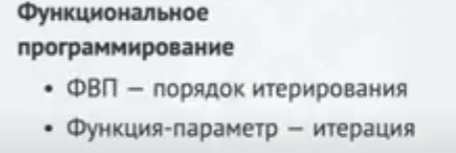 Функциональное
программирование
• ФВП — порядок итерирования
• Функция-параметр — итерация